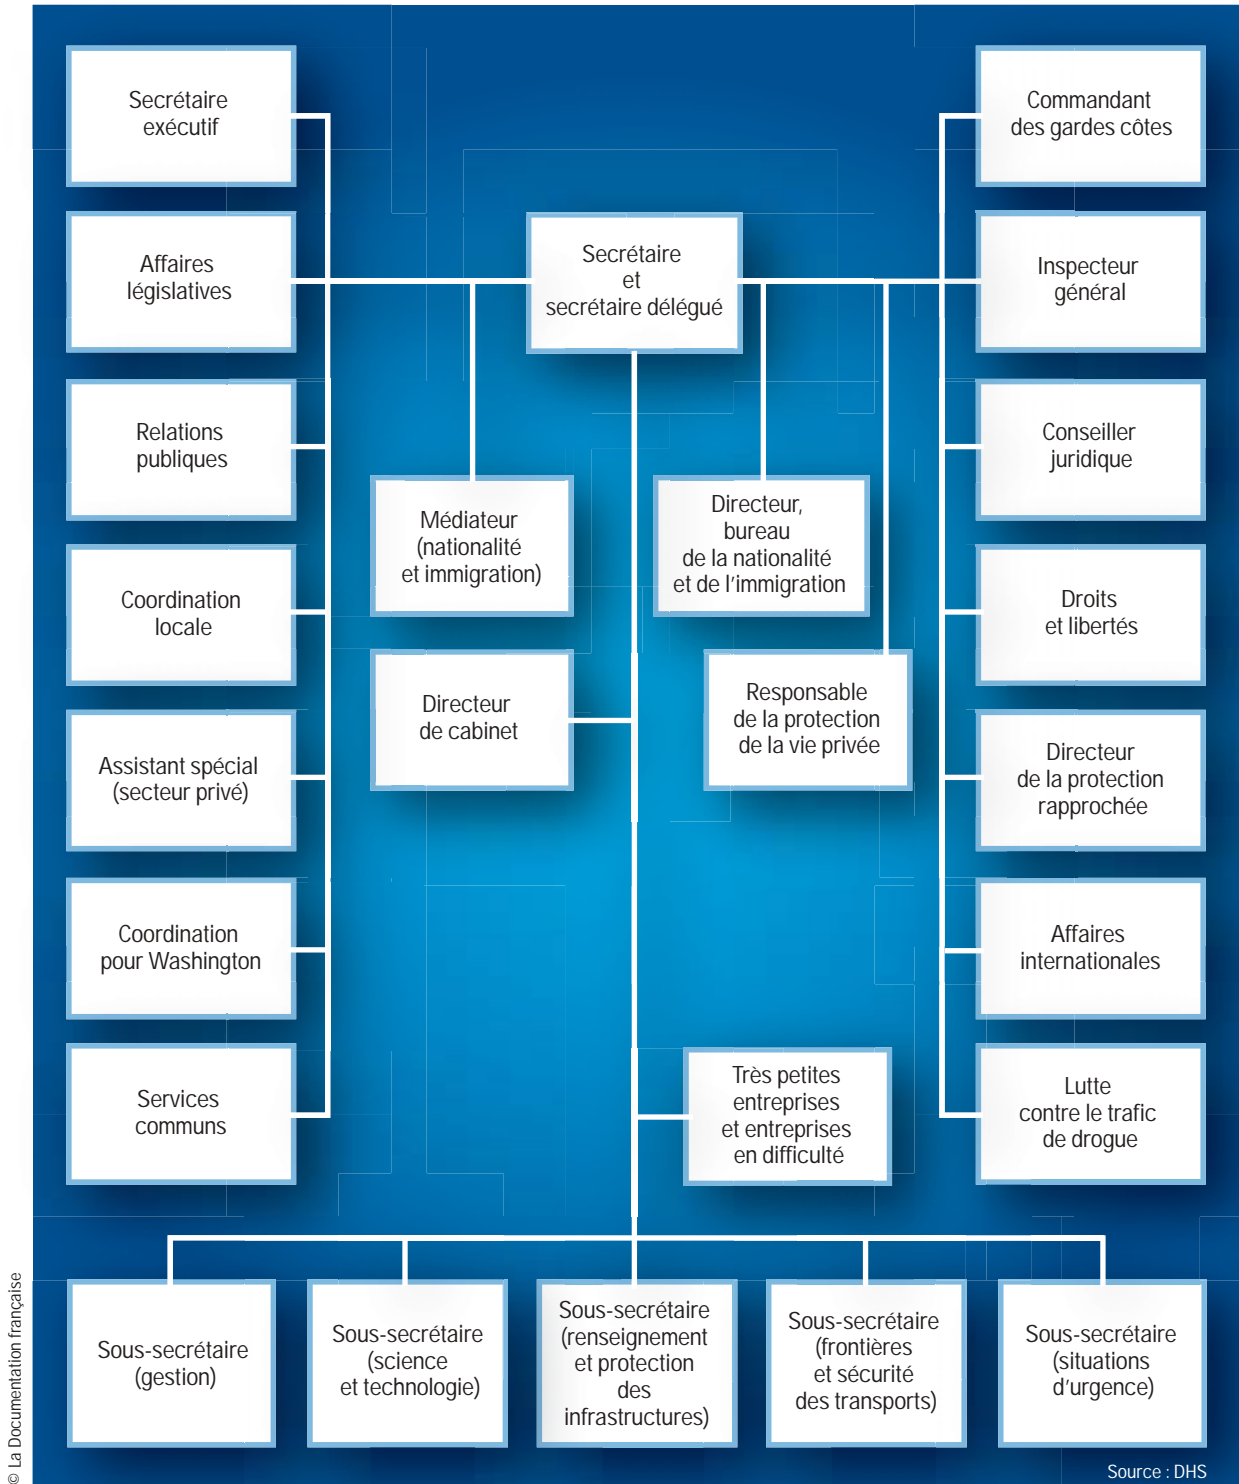 Secrétaire
exécutif
Commandant
des gardes côtes
Affaires
législatives
Secrétaire
et
secrétaire délégué
Inspecteur
général
Relations
publiques
Conseiller
juridique
Médiateur
(nationalité
et immigration)
Directeur,
bureau
de la nationalité
et de l'immigration
Coordination
locale
Droits
et libertés
Directeur
de cabinet
Responsable
de la protection
de la vie privée
Assistant spécial
(secteur privé)
Directeur
de la protection
rapprochée
Coordination
pour Washington
Affaires
internationales
Services
communs
Très petites
entreprises
et entreprises
en difficulté
Lutte
contre le trafic
de drogue
Sous-secrétaire
(gestion)
Sous-secrétaire
(science
et technologie)
Sous-secrétaire
(renseignement
et protection
des
infrastructures)
Sous-secrétaire
(frontières
et sécurité
des transports)
Sous-secrétaire
(situations
d'urgence)
Source : DHS
© La Documentation française